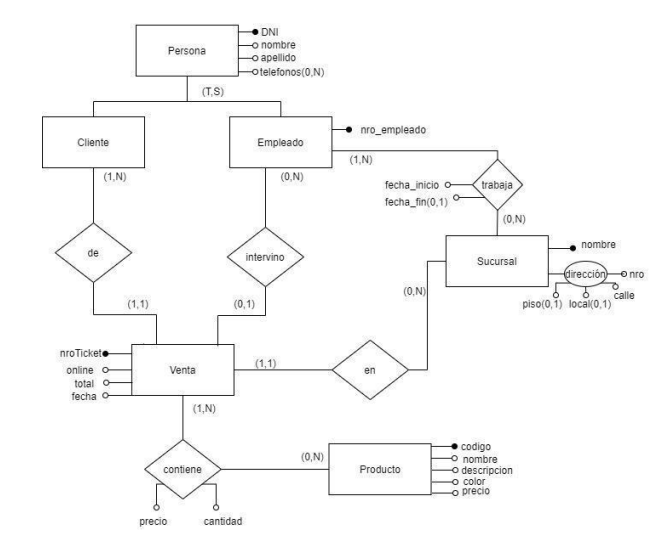 DNI
nombre
apellido
telefonos(0,N)
Persona
(T,S)
Cliente
Empleado
nro_empleado
(1,N)
(0,N)
(1,N)
fecha_inicio
fecha_fin(0,1)
trabaja
(0,N)
de
intervino
Sucursal
nombre
dirección
nro
calle
piso(0,1)
local(0,1)
(0,N)
(1,1)
(0,1)
nroTicket
online
total
fecha
Venta
(1,1)
en
(1,N)
contiene
precio
cantidad
(0,N)
Producto
codigo
nombre
descripcion
color
precio